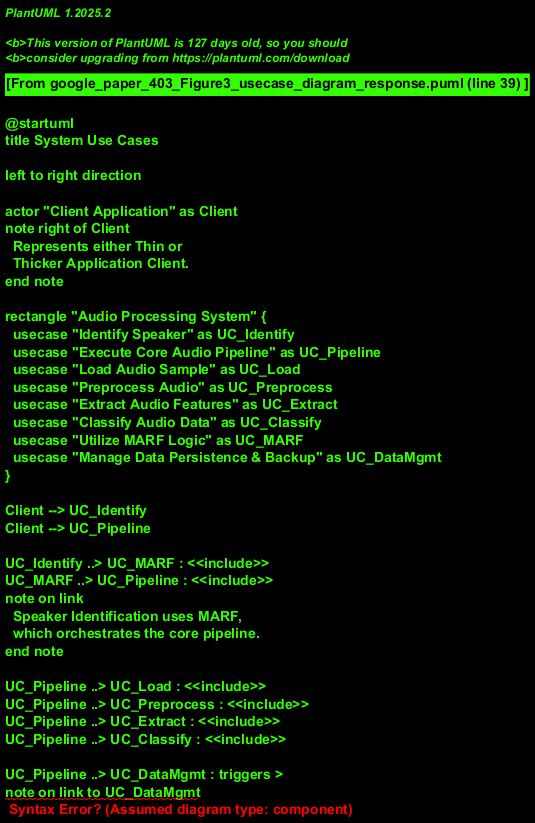 PlantUML 1.2025.2
<b>This version of PlantUML is 127 days old, so you should
<b>consider upgrading from https://plantuml.com/download
[From google_paper_403_Figure3_usecase_diagram_response.puml (line 39) ]
@startuml
title System Use Cases
left to right direction
actor "Client Application" as Client
note right of Client
  Represents either Thin or
  Thicker Application Client.
end note
rectangle "Audio Processing System" {
  usecase "Identify Speaker" as UC_Identify
  usecase "Execute Core Audio Pipeline" as UC_Pipeline
  usecase "Load Audio Sample" as UC_Load
  usecase "Preprocess Audio" as UC_Preprocess
  usecase "Extract Audio Features" as UC_Extract
  usecase "Classify Audio Data" as UC_Classify
  usecase "Utilize MARF Logic" as UC_MARF
  usecase "Manage Data Persistence & Backup" as UC_DataMgmt
}
Client --> UC_Identify
Client --> UC_Pipeline
UC_Identify ..> UC_MARF : <<include>>
UC_MARF ..> UC_Pipeline : <<include>>
note on link
  Speaker Identification uses MARF,
  which orchestrates the core pipeline.
end note
UC_Pipeline ..> UC_Load : <<include>>
UC_Pipeline ..> UC_Preprocess : <<include>>
UC_Pipeline ..> UC_Extract : <<include>>
UC_Pipeline ..> UC_Classify : <<include>>
UC_Pipeline ..> UC_DataMgmt : triggers >
note on link to UC_DataMgmt
 Syntax Error? (Assumed diagram type: component)